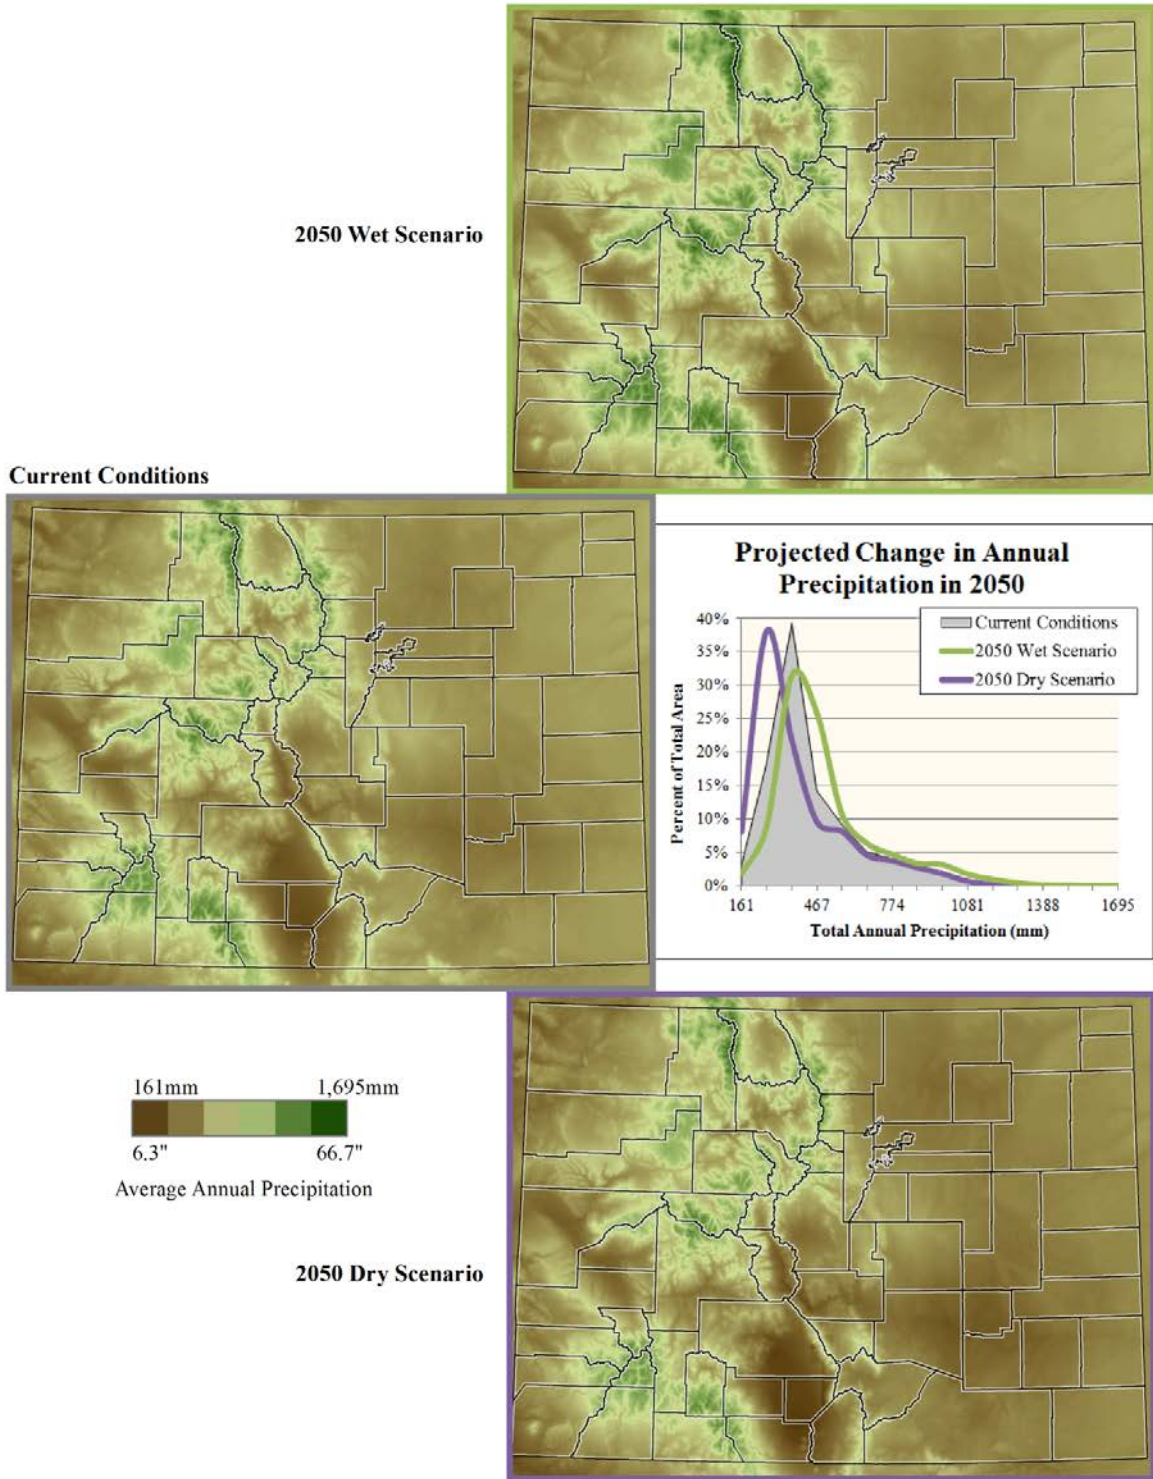 2050 Wet Scenario
Current Conditions
Projected Change in Annual
Precipitation in 2050
40%
35%
30%
25%
20%
15%
10%
5%
0%
Percent of Total Area
Current Conditions
2050 Wet Scenario
2050 Dry Scenario
161 467 774 1081 1388 1695
Total Annual Precipitation (mm)
161mm 1,695mm
6.3" 66.7"
Average Annual Precipitation
2050 Dry Scenario